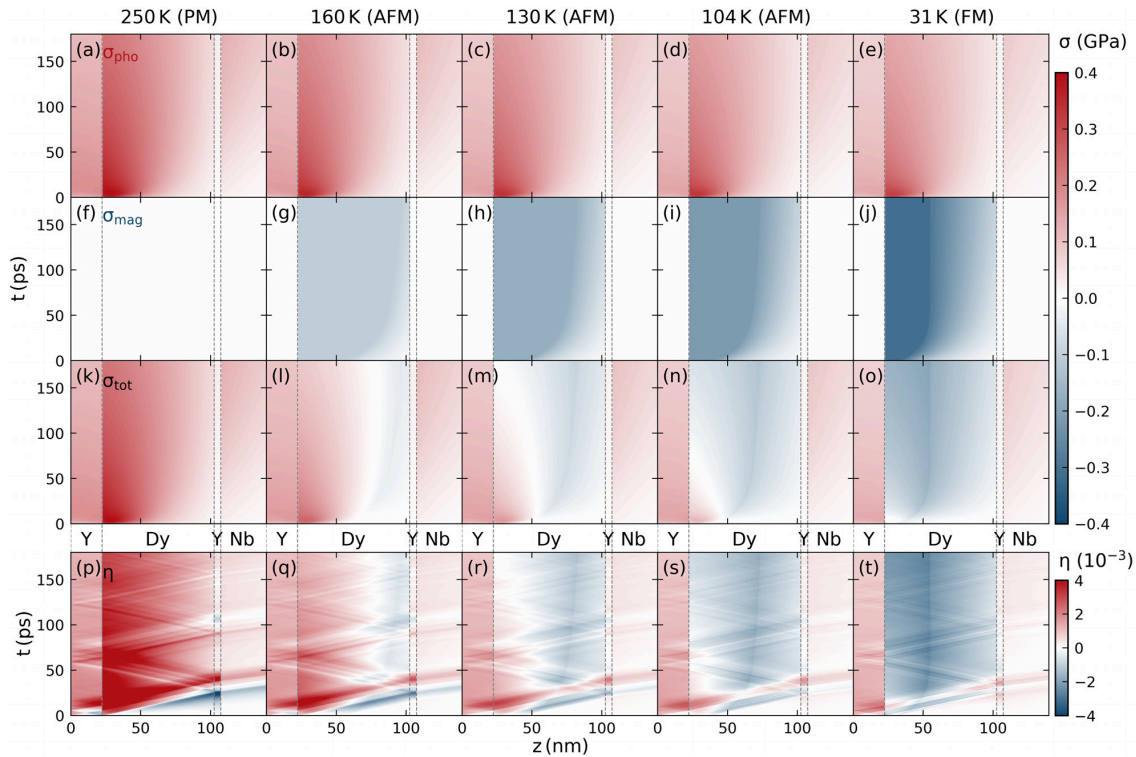 250 K (PM) 160 K (AFM) 130 K (AFM) 104 A (AFM) 31 K (FM)
σ (GPa)
(a) σpho (b) (c) (d) (e)
150
100
50
0
(f) σmag (g) (h) (i) (j)
150
100
50
0
(k) σtot (l) (m) (n) (o)
150
100
50
0
t (ps)
0.4
0.3
0.2
0.1
0.0
−0.1
−0.2
−0.3
−0.4
Y Dy Y Nb Y Dy Y Nb Y Dy Y Nb Y Dy Y Nb Y Dy Y Nb
η (10⁻³)
(p) η (q) (r) (s) (t)
150
100
50
0
t (ps)
4
2
0
−2
−4
0 50 100 0 50 100 0 50 100 0 50 100 0 50 100
z (nm)